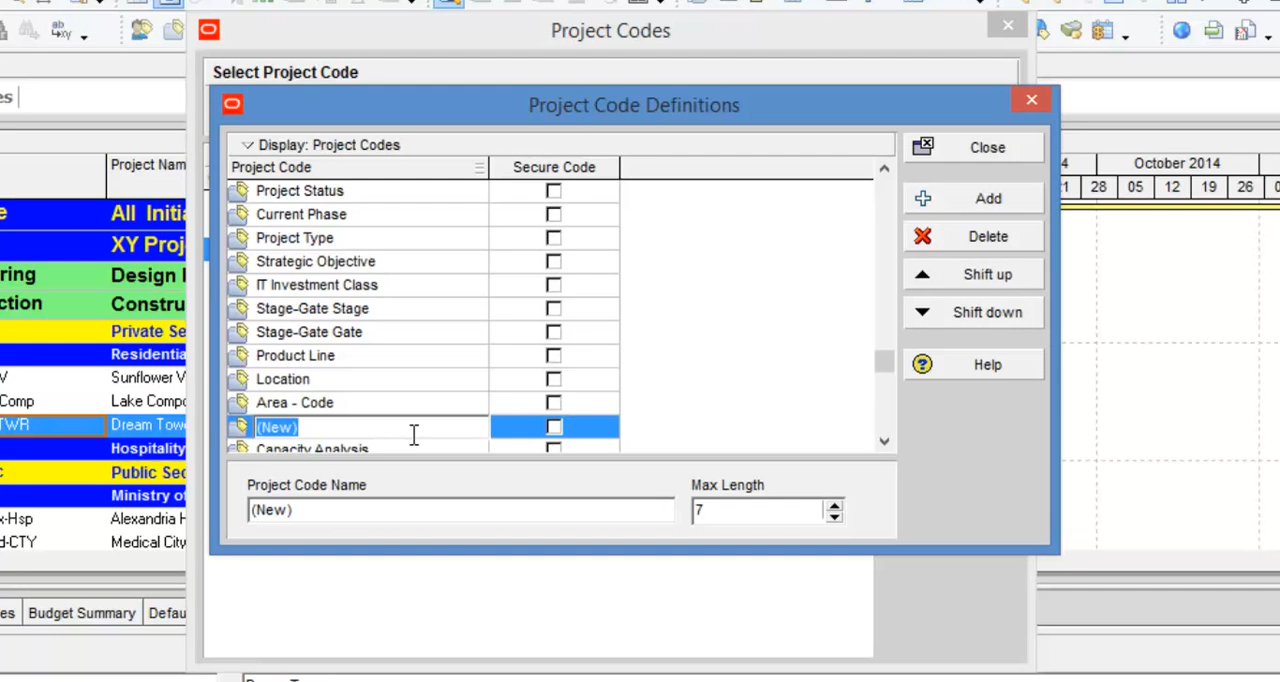 ab
xy
Project Codes
Select Project Code
es
Project Code Definitions
Display: Project Codes
Close
Project Code
Secure Code
Project Nam
4
October 2014
28 05 12 19 26
Project Status
Add
e
All Initia
Current Phase
Delete
XY Proj
Project Type
Strategic Objective
ring
Design
Shift up
IT Investment Class
ction
Constru
Stage-Gate Stage
Shift down
Private Se
Stage-Gate Gate
Residentia
Product Line
Help
V
Sunflower V
Location
Comp
Lake Compo
Area - Code
TWR
Dream Towe
(New)
Hospitality
Capacity Analysis
c
Public Sec
Project Code Name
Max Length
Ministry of
(New)
7
x-Hsp
Alexandria H
d-CTY
Medical City
es
Budget Summary
Defau